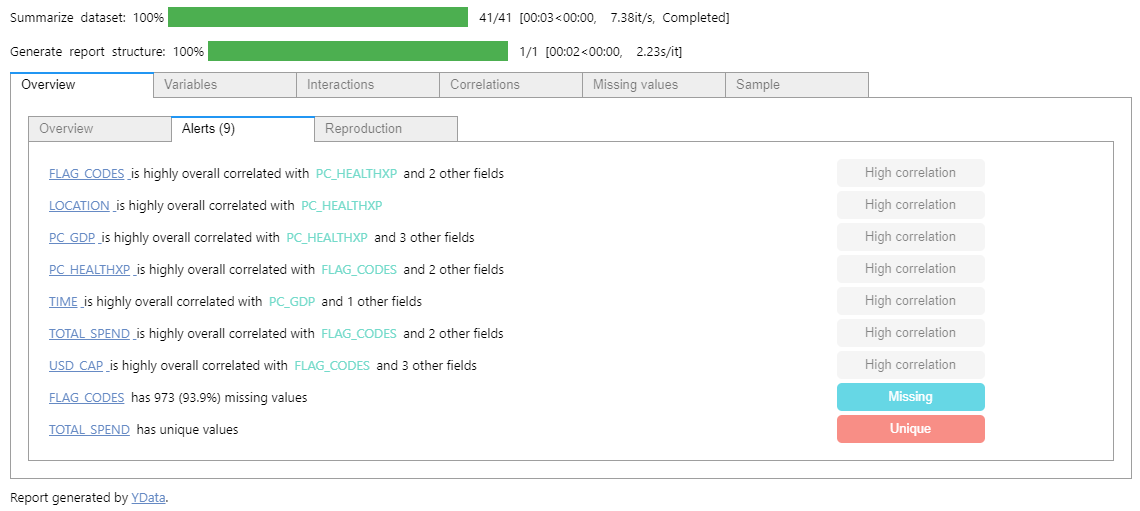 Summarize dataset: 100% 41/41 [00:03<00:00, 7.38it/s, Completed]
Generate report structure: 100% 1/1 [00:02<00:00, 2.23s/it]
Overview Variables Interactions Correlations Missing values Sample
Overview Alerts (9) Reproduction
FLAG_CODES is highly overall correlated with PC_HEALTHXP and 2 other fields High correlation
LOCATION is highly overall correlated with PC_HEALTHXP High correlation
PC_GDP is highly overall correlated with PC_HEALTHXP and 3 other fields High correlation
PC_HEALTHXP is highly overall correlated with FLAG_CODES and 2 other fields High correlation
TIME is highly overall correlated with PC_GDP and 1 other fields High correlation
TOTAL_SPEND is highly overall correlated with FLAG_CODES and 2 other fields High correlation
USD_CAP is highly overall correlated with FLAG_CODES and 3 other fields High correlation
FLAG_CODES has 973 (93.9%) missing values Missing
TOTAL_SPEND has unique values Unique
Report generated by YData.